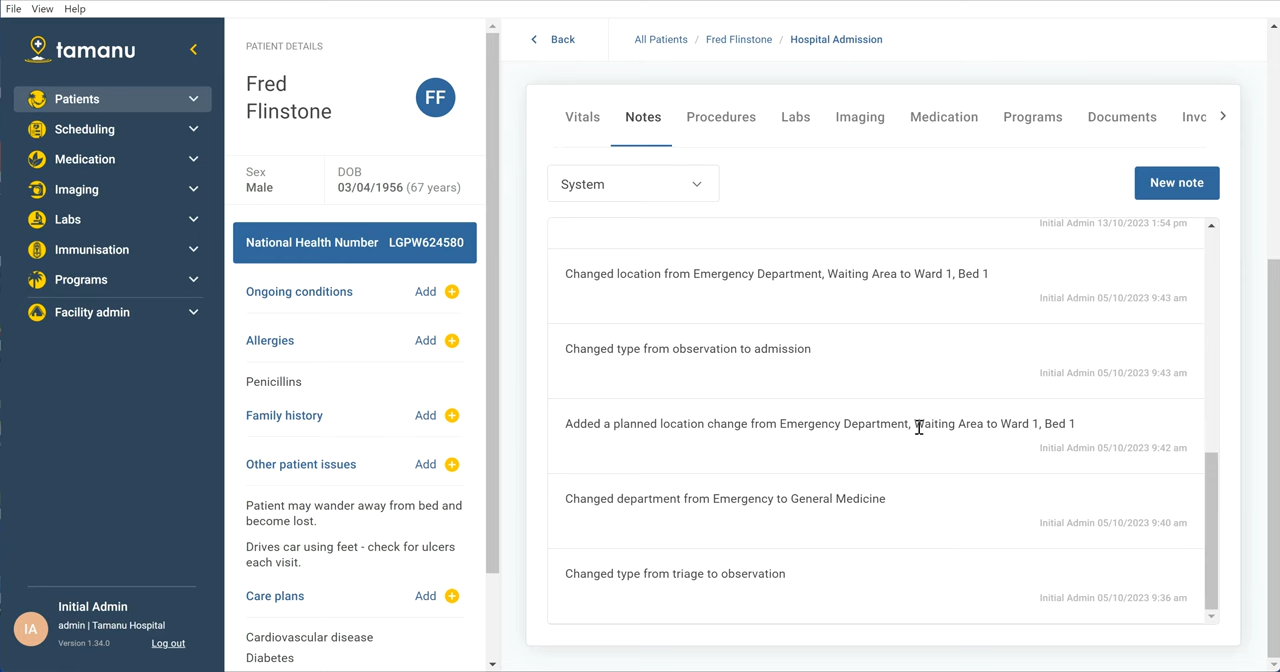 File View Help
tamanu
Patients
Scheduling
Medication
Imaging
Labs
Immunisation
Programs
Facility admin
IA
Initial Admin
admin | Tamanu Hospital
Version 1.34.0
Log out
PATIENT DETAILS
Fred
Flinstone
FF
Sex
Male
DOB
03/04/1956 (67 years)
National Health Number LGPW624580
Ongoing conditions Add
Allergies Add
Penicillins
Family history Add
Other patient issues Add
Patient may wander away from bed and
become lost.
Drives car using feet - check for ulcers
each visit.
Care plans Add
Cardiovascular disease
Diabetes
Back
All Patients / Fred Flinstone / Hospital Admission
Vitals Notes Procedures Labs Imaging Medication Programs Documents Invc
System
New note
Initial Admin 13/10/2023 1:54 pm
Changed location from Emergency Department, Waiting Area to Ward 1, Bed 1
Initial Admin 05/10/2023 9:43 am
Changed type from observation to admission
Initial Admin 05/10/2023 9:43 am
Added a planned location change from Emergency Department, Waiting Area to Ward 1, Bed 1
Initial Admin 05/10/2023 9:42 am
Changed department from Emergency to General Medicine
Initial Admin 05/10/2023 9:40 am
Changed type from triage to observation
Initial Admin 05/10/2023 9:36 am